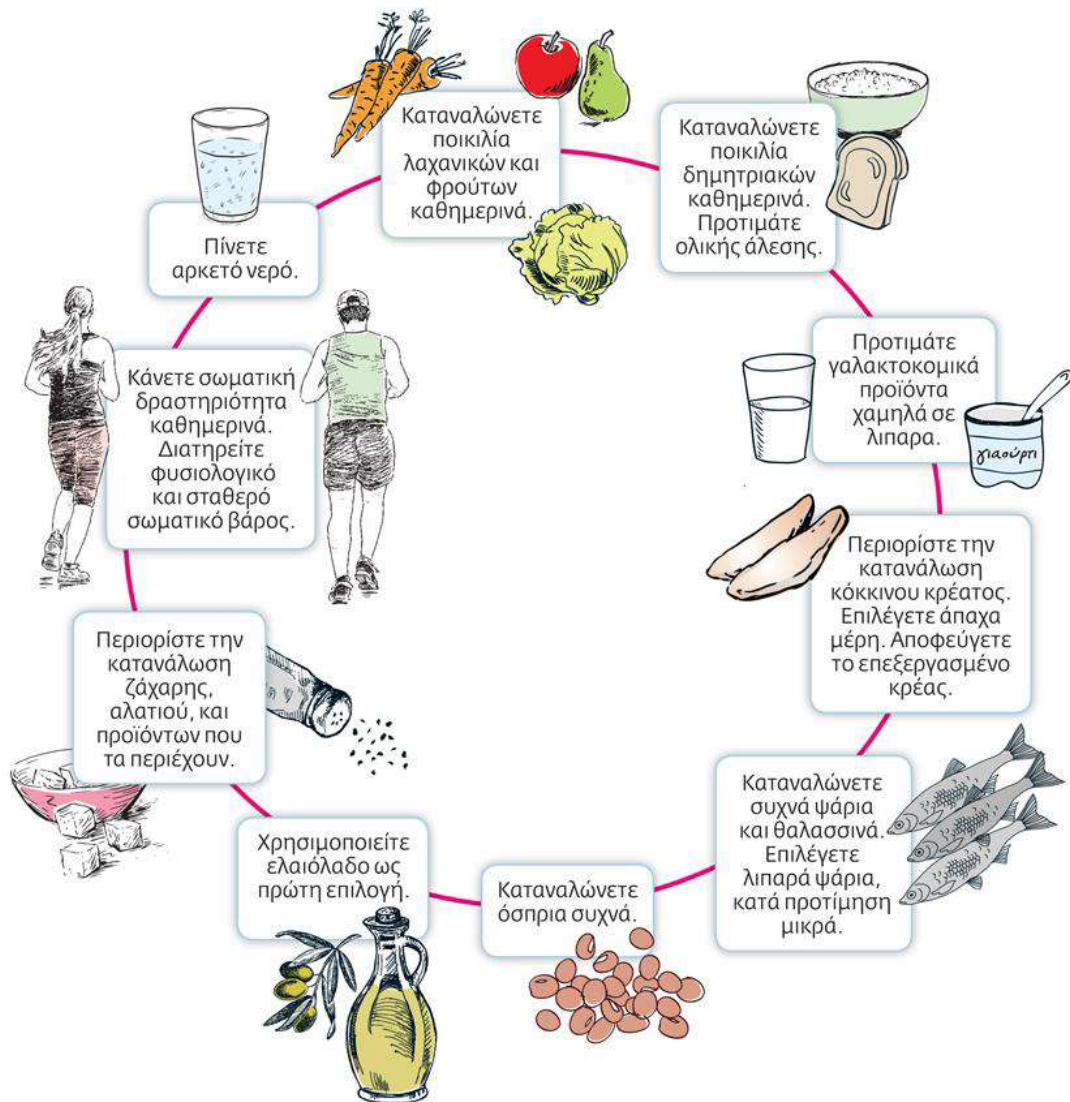 Καταναλώνετε
ποικιλία
λαχανικών και
φρούτων
καθημερινά.
Καταναλώνετε
ποικιλία
δημητριακών
καθημερινά.
Προτιμάτε
ολικής άλεσης.
Προτιμάτε
γαλακτοκομικά
προϊόντα
χαμηλά σε
λιπαρα.
γιαούρτι
Περιορίστε την
κατανάλωση
κόκκινου κρέατος.
Επιλέγετε άπαχα
μέρη. Αποφεύγετε
το επεξεργασμένο
κρέας.
Καταναλώνετε
συχνά ψάρια
και θαλασσινά.
Επιλέγετε
λιπαρά ψάρια,
κατά προτίμηση
μικρά.
Καταναλώνετε
όσπρια συχνά.
Χρησιμοποιείτε
ελαιόλαδο ως
πρώτη επιλογή.
Περιορίστε την
κατανάλωση
ζάχαρης,
αλατιού, και
προϊόντων που
τα περιέχουν.
Κάνετε σωματική
δραστηριότητα
καθημερινά.
Διατηρείτε
φυσιολογικό
και σταθερό
σωματικό βάρος.
Πίνετε
αρκετό νερό.